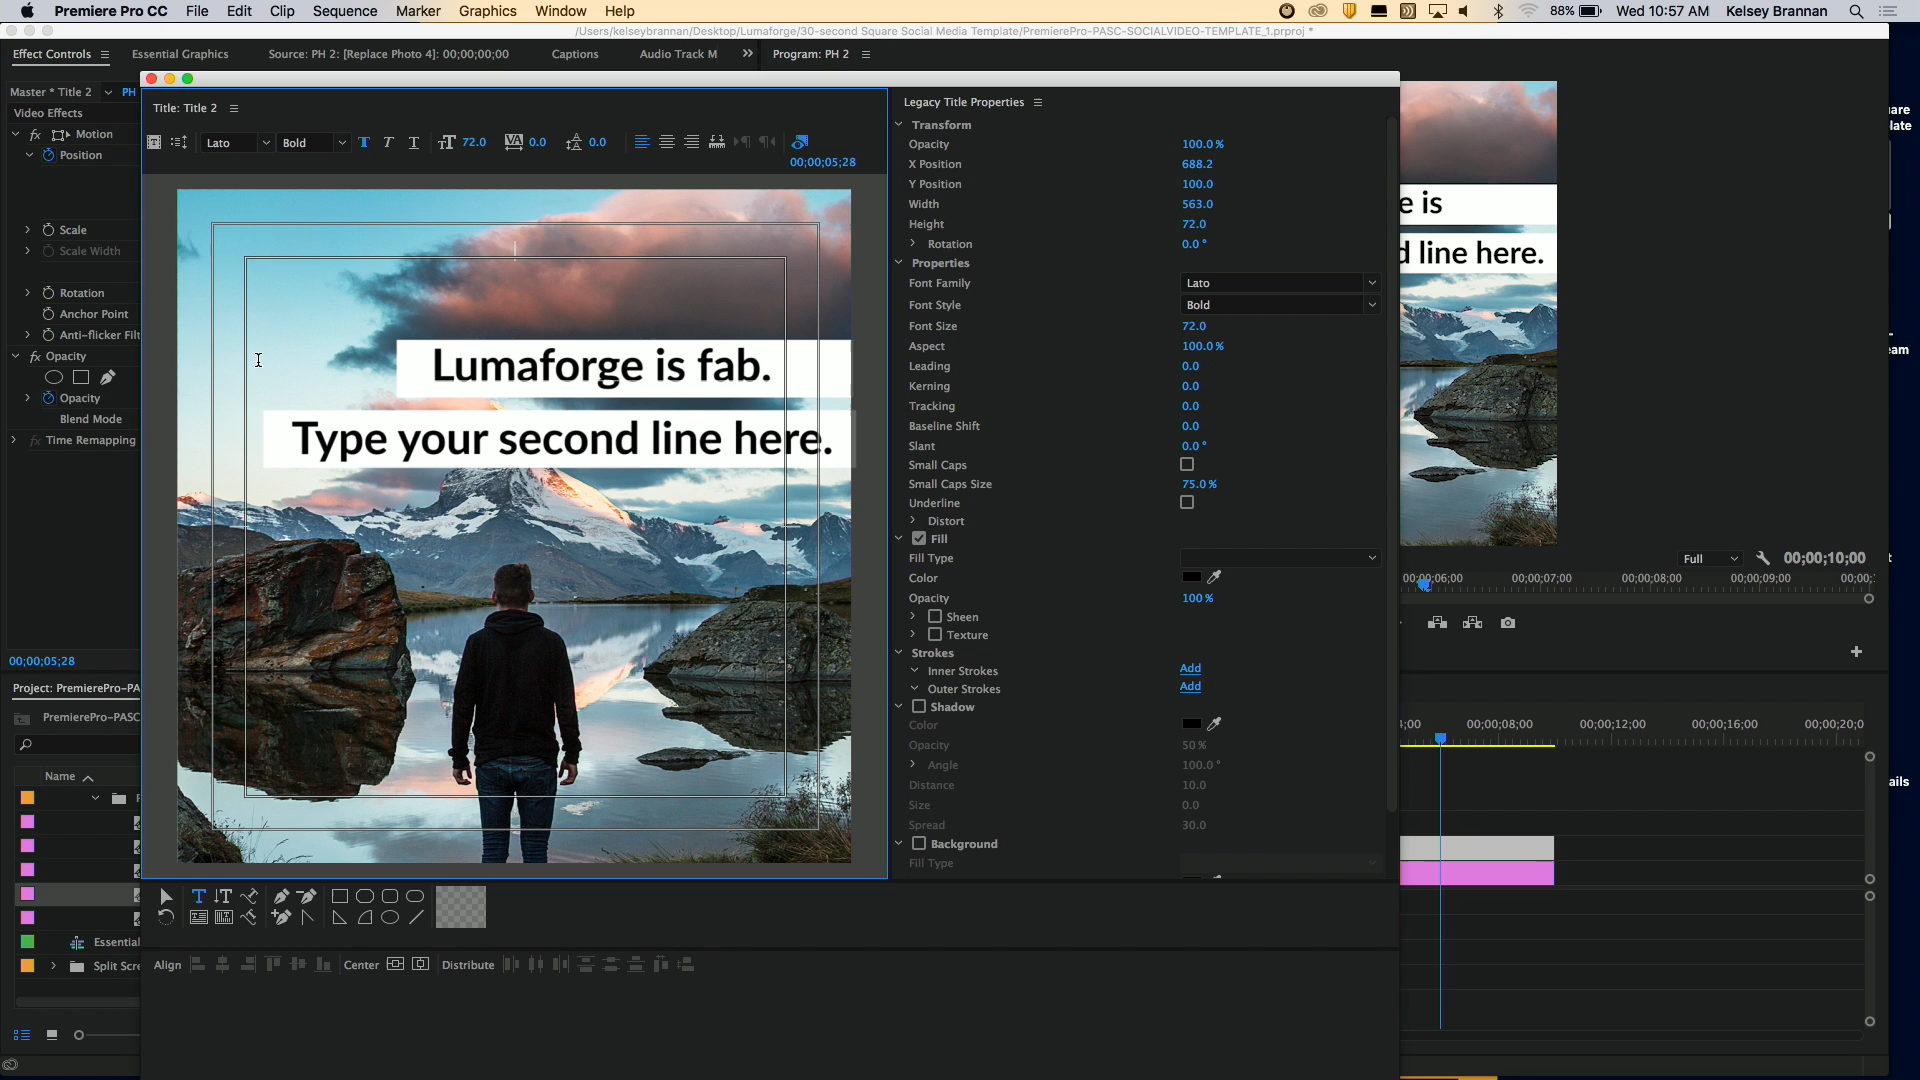 Premiere Pro CC File Edit Clip Sequence Marker Graphics Window Help 88% Wed 10:57 AM Kelsey Brannan
/Users/kelseybrannan/Desktop/Lumaforge/30-second Square Social Media Template/PremierePro-PASC-SOCIALVIDEO-TEMPLATE_1.prproj *
Effect Controls Essential Graphics Source: PH 2: [Replace Photo 4]: 00;00;00;00 Captions Audio Track M Program: PH 2
Master * Title 2 PH
Video Effects
fx Motion
Position
Scale
Scale Width
Rotation
Anchor Point
Anti-flicker Filt
fx Opacity
Opacity
Blend Mode
fx Time Remapping
00;00;05;28
Project: PremierePro-PA
PremierePro-PASC
Name
Essential
Split Scre
Title: Title 2
Lato Bold T T T 72.0 0.0 0.0
00;00;05;28
Lumaforge is fab.
Type your second line here.
Align Center Distribute
Legacy Title Properties
Transform
Opacity 100.0 %
X Position 688.2
Y Position 100.0
Width 563.0
Height 72.0
Rotation 0.0 °
Properties
Font Family Lato
Font Style Bold
Font Size 72.0
Aspect 100.0 %
Leading 0.0
Kerning 0.0
Tracking 0.0
Baseline Shift 0.0
Slant 0.0 °
Small Caps
Small Caps Size 75.0 %
Underline
Distort
Fill
Fill Type
Color
Opacity 100 %
Sheen
Texture
Strokes
Inner Strokes Add
Outer Strokes Add
Shadow
Color
Opacity 50 %
Angle 100.0 °
Distance 10.0
Size 0.0
Spread 30.0
Background
Fill Type
e is
d line here.
Full 00;00;10;00
00;00;06;00 00;00;07;00 00;00;08;00 00;00;09;00 00;00;
4;00 00;00;08;00 00;00;12;00 00;00;16;00 00;00;20;0
are
late
eam
t
ails